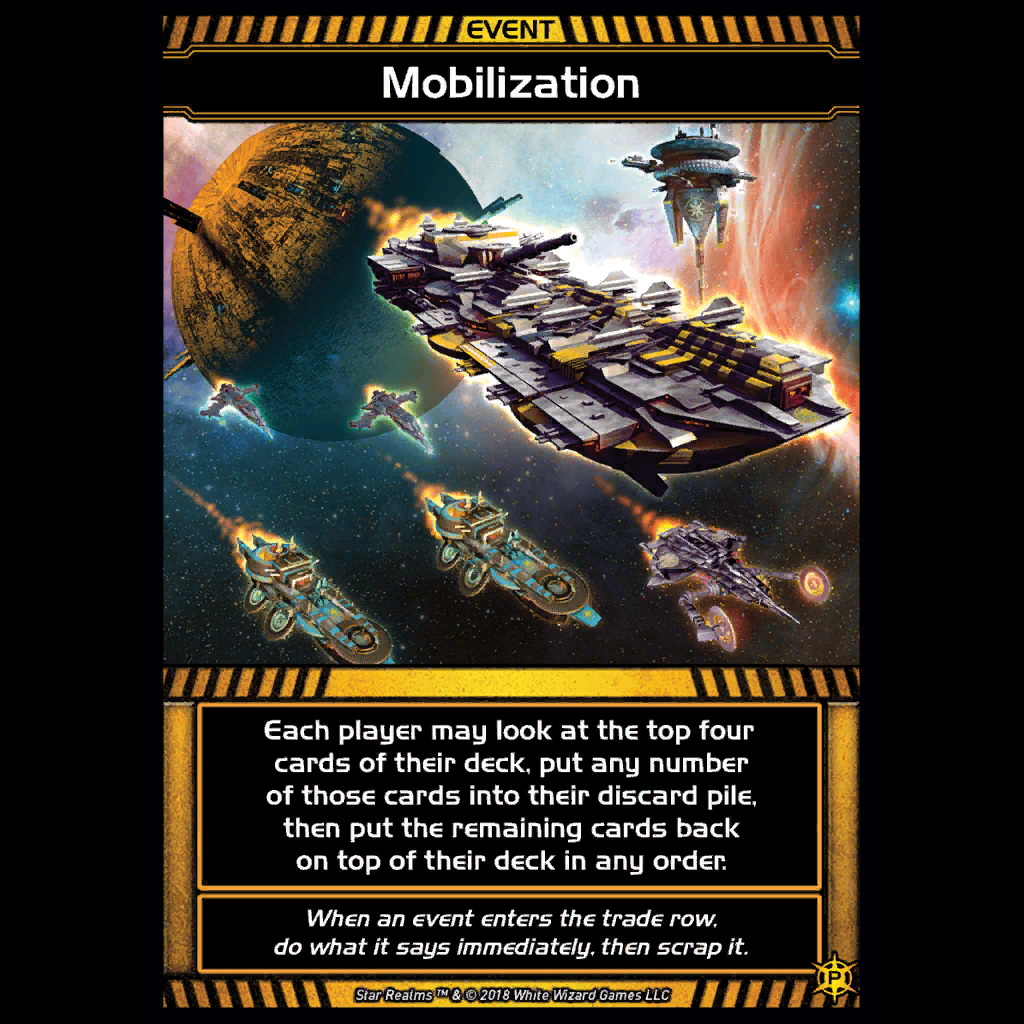 EVENT
Mobilization
Each player may look at the top four
cards of their deck, put any number
of those cards into their discard pile,
then put the remaining cards back
on top of their deck in any order.
When an event enters the trade row,
do what it says immediately, then scrap it.
P
Star Realms ™ & © 2018 White Wizard Games LLC